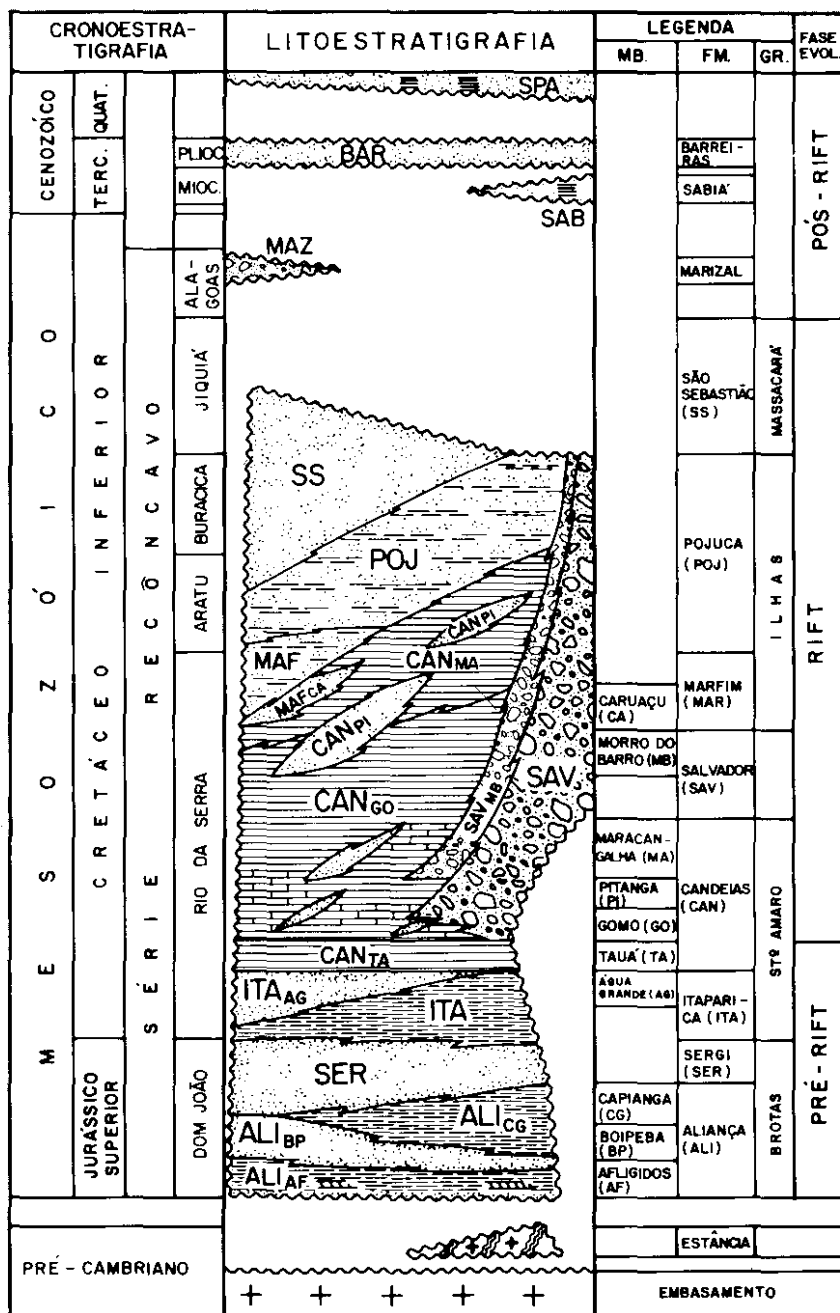 CRONOESTRA-
TIGRAFIA
LITOESTRATIGRAFIA
LEGENDA
MB.
FM.
GR.
FASE
EVOL.
CENOZÓICO
QUAT.
TERC.
PLIOC.
MIOC.
MESOZÓICO
CRETÁCEO INFERIOR
JURÁSSICO
SUPERIOR
SÉRIE RECÔNCAVO
ALA-
GOAS
JIQUIÁ
BURACICA
ARATU
RIO DA SERRA
DOM JOÃO
PRÉ - CAMBRIANO
SPA
BAR
SAB
MAZ
SS
POJ
CANPI
MAF
CANMA
MAFCA
CANPI
SAV
CANGO
SAVMB
CANTA
ITAAG
ITA
SER
ALICG
ALIBP
ALIAF
CARUAÇU
(CA)
MORRO DO
BARRO (MB)
MARACAN-
GALHA (MA)
PITANGA
(PI)
GOMO (GO)
TAUÁ (TA)
ÁGUA
GRANDE (AG)
CAPIANGA
(CG)
BOIPEBA
(BP)
AFLIGIDOS
(AF)
BARREI-
RAS
SABIÁ
MARIZAL
SÃO
SEBASTIÃO
(SS)
POJUCA
(POJ)
MARFIM
(MAR)
SALVADOR
(SAV)
CANDEIAS
(CAN)
ITAPARI-
CA (ITA)
SERGI
(SER)
ALIANÇA
(ALI)
ESTÂNCIA
MASSACARÁ
ILHAS
STº AMARO
BROTAS
PÓS - RIFT
RIFT
PRÉ - RIFT
EMBASAMENTO